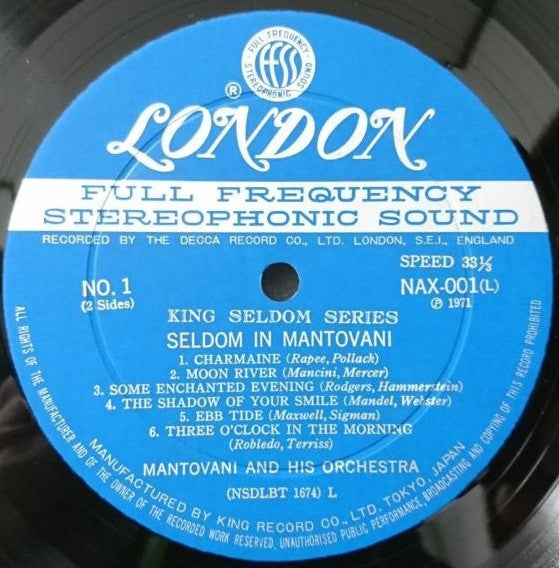 FULL FREQUENCY
ffss
STEREOPHONIC SOUND
®
LONDON
FULL FREQUENCY
STEREOPHONIC SOUND
RECORDED BY THE DECCA RECORD CO., LTD. LONDON, S.E.I., ENGLAND
SPEED 33⅓
NO. 1
(2 Sides)
NAX-001(L)
℗ 1971
KING SELDOM SERIES
SELDOM IN MANTOVANI
1. CHARMAINE (Rapee, Pollack)
2. MOON RIVER (Mancini, Mercer)
3. SOME ENCHANTED EVENING (Rodgers, Hammerstein)
4. THE SHADOW OF YOUR SMILE (Mandel, Webster)
5. EBB TIDE (Maxwell, Sigman)
6. THREE O'CLOCK IN THE MORNING
(Robledo, Terriss)
MANTOVANI AND HIS ORCHESTRA
(NSDLBT 1674) L
MANUFACTURED BY KING RECORD CO., LTD. TOKYO, JAPAN
ALL RIGHTS OF THE MANUFACTURER AND OF THE OWNER OF THE RECORDED WORK RESERVED. UNAUTHORISED PUBLIC PERFORMANCE, BROADCASTING AND COPYING OF THIS RECORD PROHIBITED